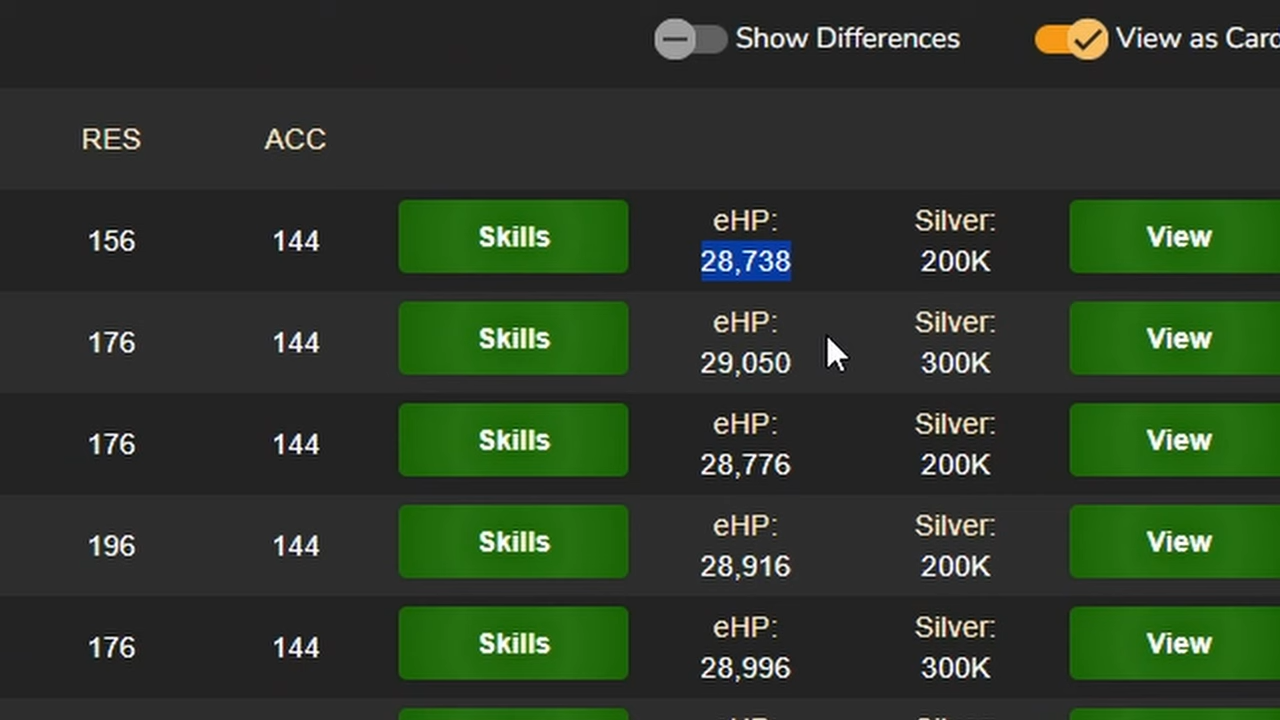 Show Differences View as Card
RES ACC
156 144 Skills eHP: Silver: View
28,738 200K
176 144 Skills eHP: Silver: View
29,050 300K
176 144 Skills eHP: Silver: View
28,776 200K
196 144 Skills eHP: Silver: View
28,916 200K
176 144 Skills eHP: Silver: View
28,996 300K